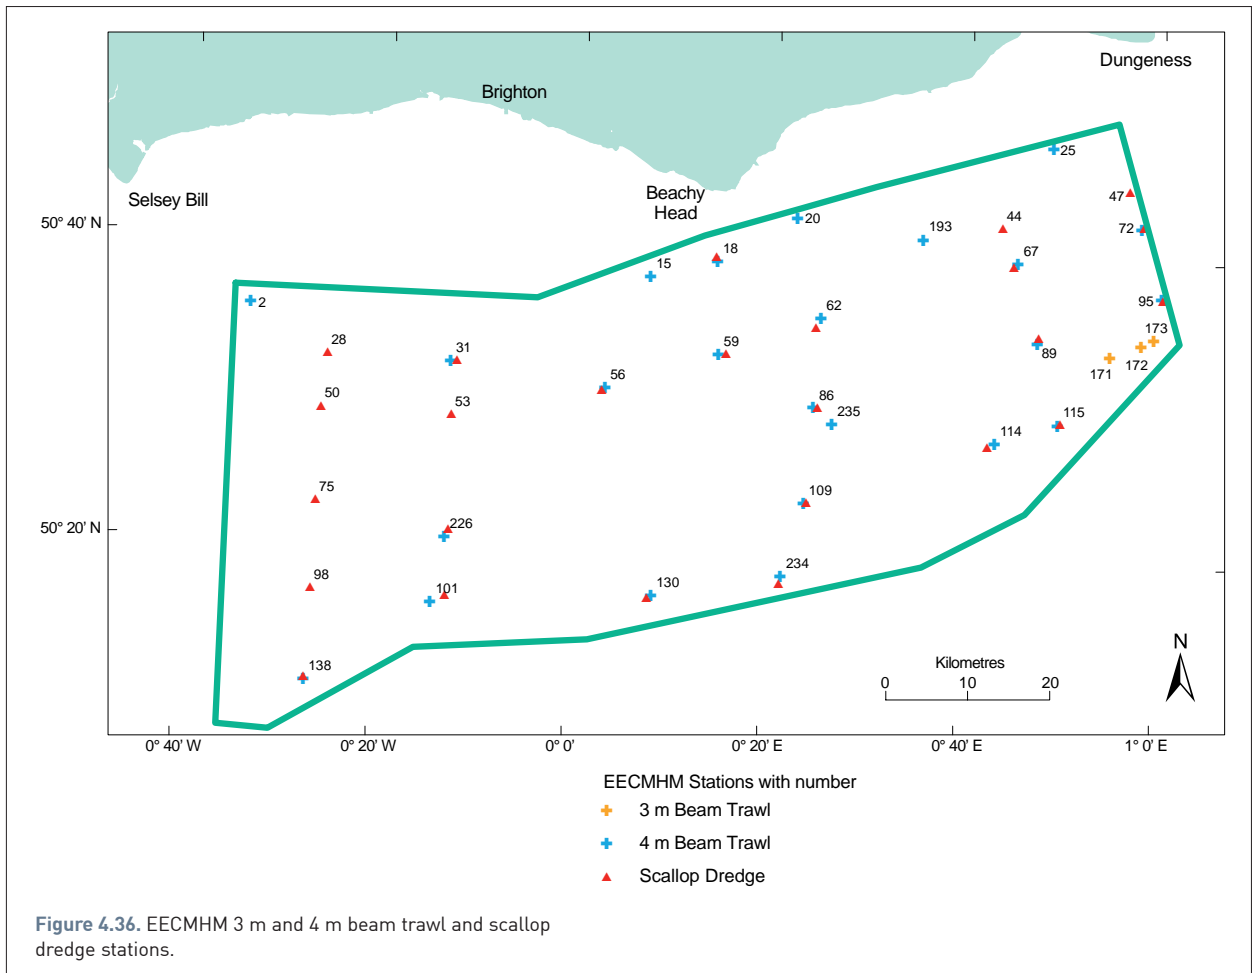 Dungeness
Brighton
Selsey Bill
Beachy
Head
50° 40' N
50° 20' N
25
47
20
44
72
193
18
67
15
2
95
62
173
28
31
59
89
172
171
56
50
53
86
235
115
114
75
109
226
98
101
130
234
138
N
Kilometres
0 10 20
0° 40' W 0° 20' W 0° 0' 0° 20' E 0° 40' E 1° 0' E
EECMHM Stations with number
3 m Beam Trawl
4 m Beam Trawl
Scallop Dredge
Figure 4.36. EECMHM 3 m and 4 m beam trawl and scallop
dredge stations.